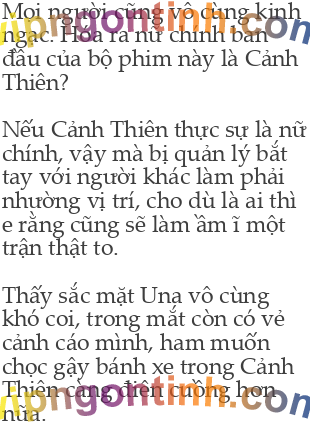 Mọi người cũng vô cùng kinh
ngạc. Hóa ra nữ chính ban
đầu của bộ phim này là Cảnh
Thiên?
Nếu Cảnh Thiên thực sự là nữ
chính, vậy mà bị quản lý bắt
tay với người khác làm phải
nhường vị trí, cho dù là ai thì
e rằng cũng sẽ làm ầm ĩ một
trận thật to.
Thấy sắc mặt Una vô cùng
khó coi, trong mắt còn có vẻ
cảnh cáo mình, ham muốn
chọc gậy bánh xe trong Cảnh
Thiên càng điên cuồng hơn
nữa.